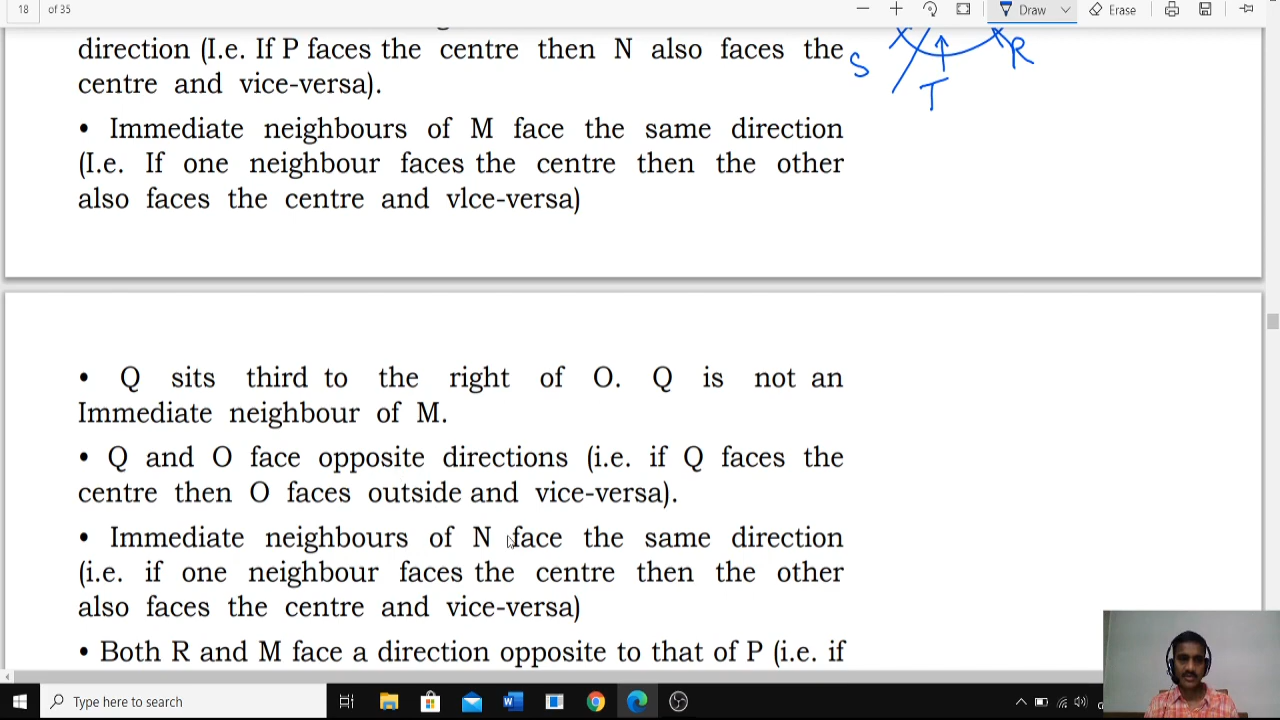 18 of 35
Draw
Erase
direction (I.e. If P faces the centre then N also faces the
centre and vice-versa).
S
T
R
• Immediate neighbours of M face the same direction
(I.e. If one neighbour faces the centre then the other
also faces the centre and vlce-versa)
• Q sits third to the right of O. Q is not an
Immediate neighbour of M.
• Q and O face opposite directions (i.e. if Q faces the
centre then O faces outside and vice-versa).
• Immediate neighbours of N face the same direction
(i.e. if one neighbour faces the centre then the other
also faces the centre and vice-versa)
• Both R and M face a direction opposite to that of P (i.e. if
Type here to search